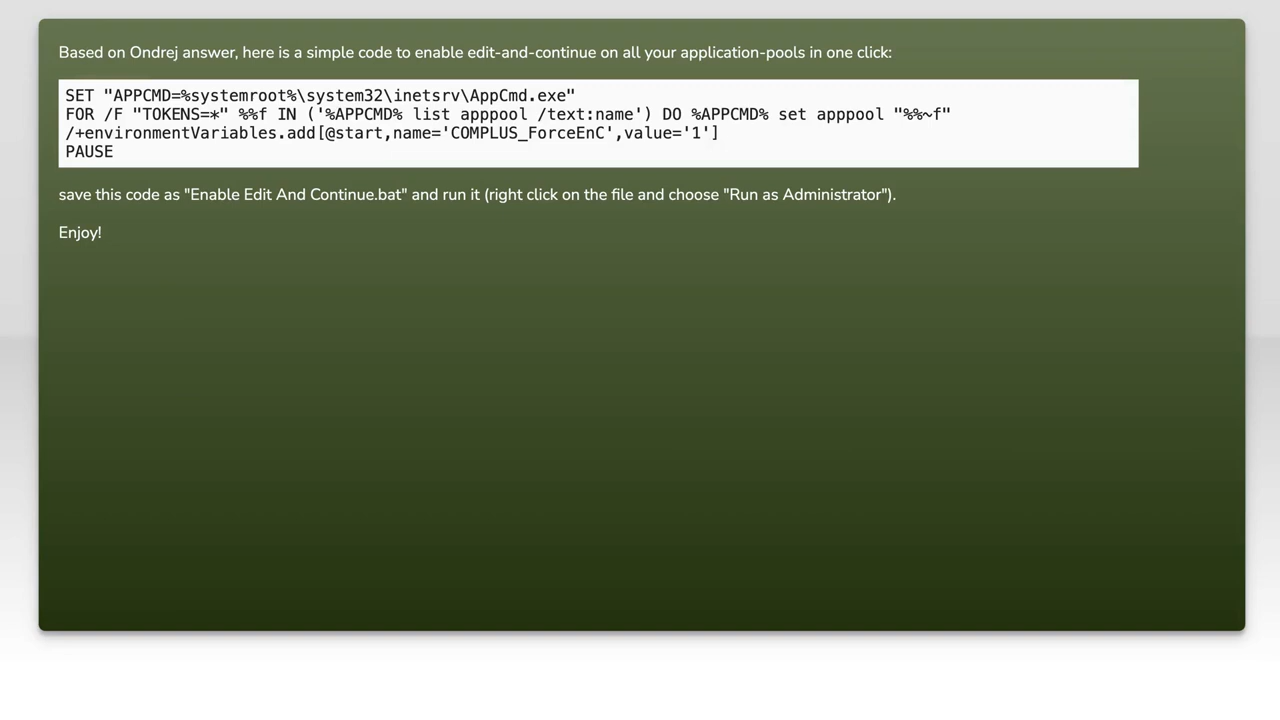 Based on Ondrej answer, here is a simple code to enable edit-and-continue on all your application-pools in one click:
SET "APPCMD=%systemroot%\system32\inetsrv\AppCmd.exe"
FOR /F "TOKENS=*" %%f IN ('%APPCMD% list apppool /text:name') DO %APPCMD% set apppool "%%~f"
/+environmentVariables.add[@start,name='COMPLUS_ForceEnC',value='1']
PAUSE
save this code as "Enable Edit And Continue.bat" and run it (right click on the file and choose "Run as Administrator").
Enjoy!